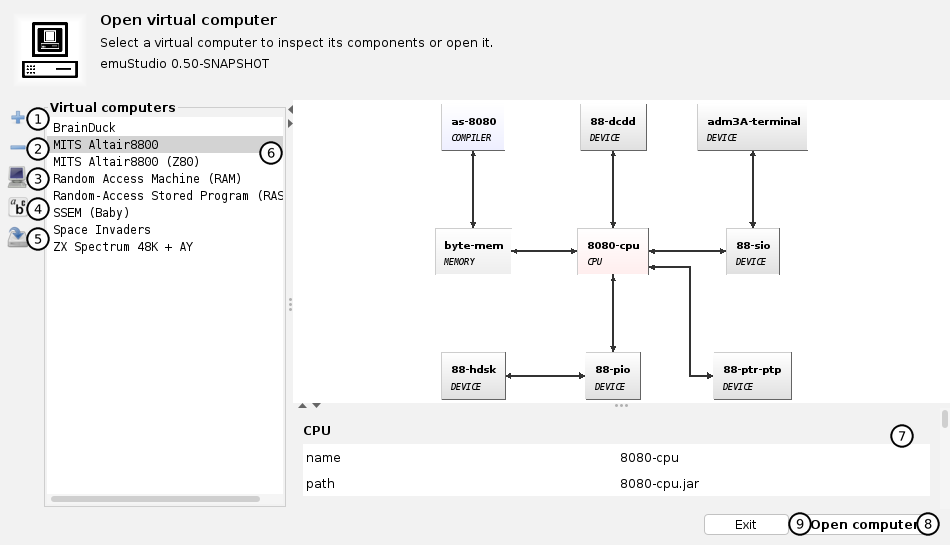 Open virtual computer
Select a virtual computer to inspect its components or open it.
emuStudio 0.50-SNAPSHOT
Virtual computers
1
2
3
4
5
6
BrainDuck
MITS Altair8800
MITS Altair8800 (Z80)
Random Access Machine (RAM)
Random-Access Stored Program (RAS
SSEM (Baby)
Space Invaders
ZX Spectrum 48K + AY
as-8080
COMPILER
88-dcdd
DEVICE
adm3A-terminal
DEVICE
byte-mem
MEMORY
8080-cpu
CPU
88-sio
DEVICE
88-hdsk
DEVICE
88-pio
DEVICE
88-ptr-ptp
DEVICE
CPU
7
name 8080-cpu
path 8080-cpu.jar
Exit 9 Open computer 8